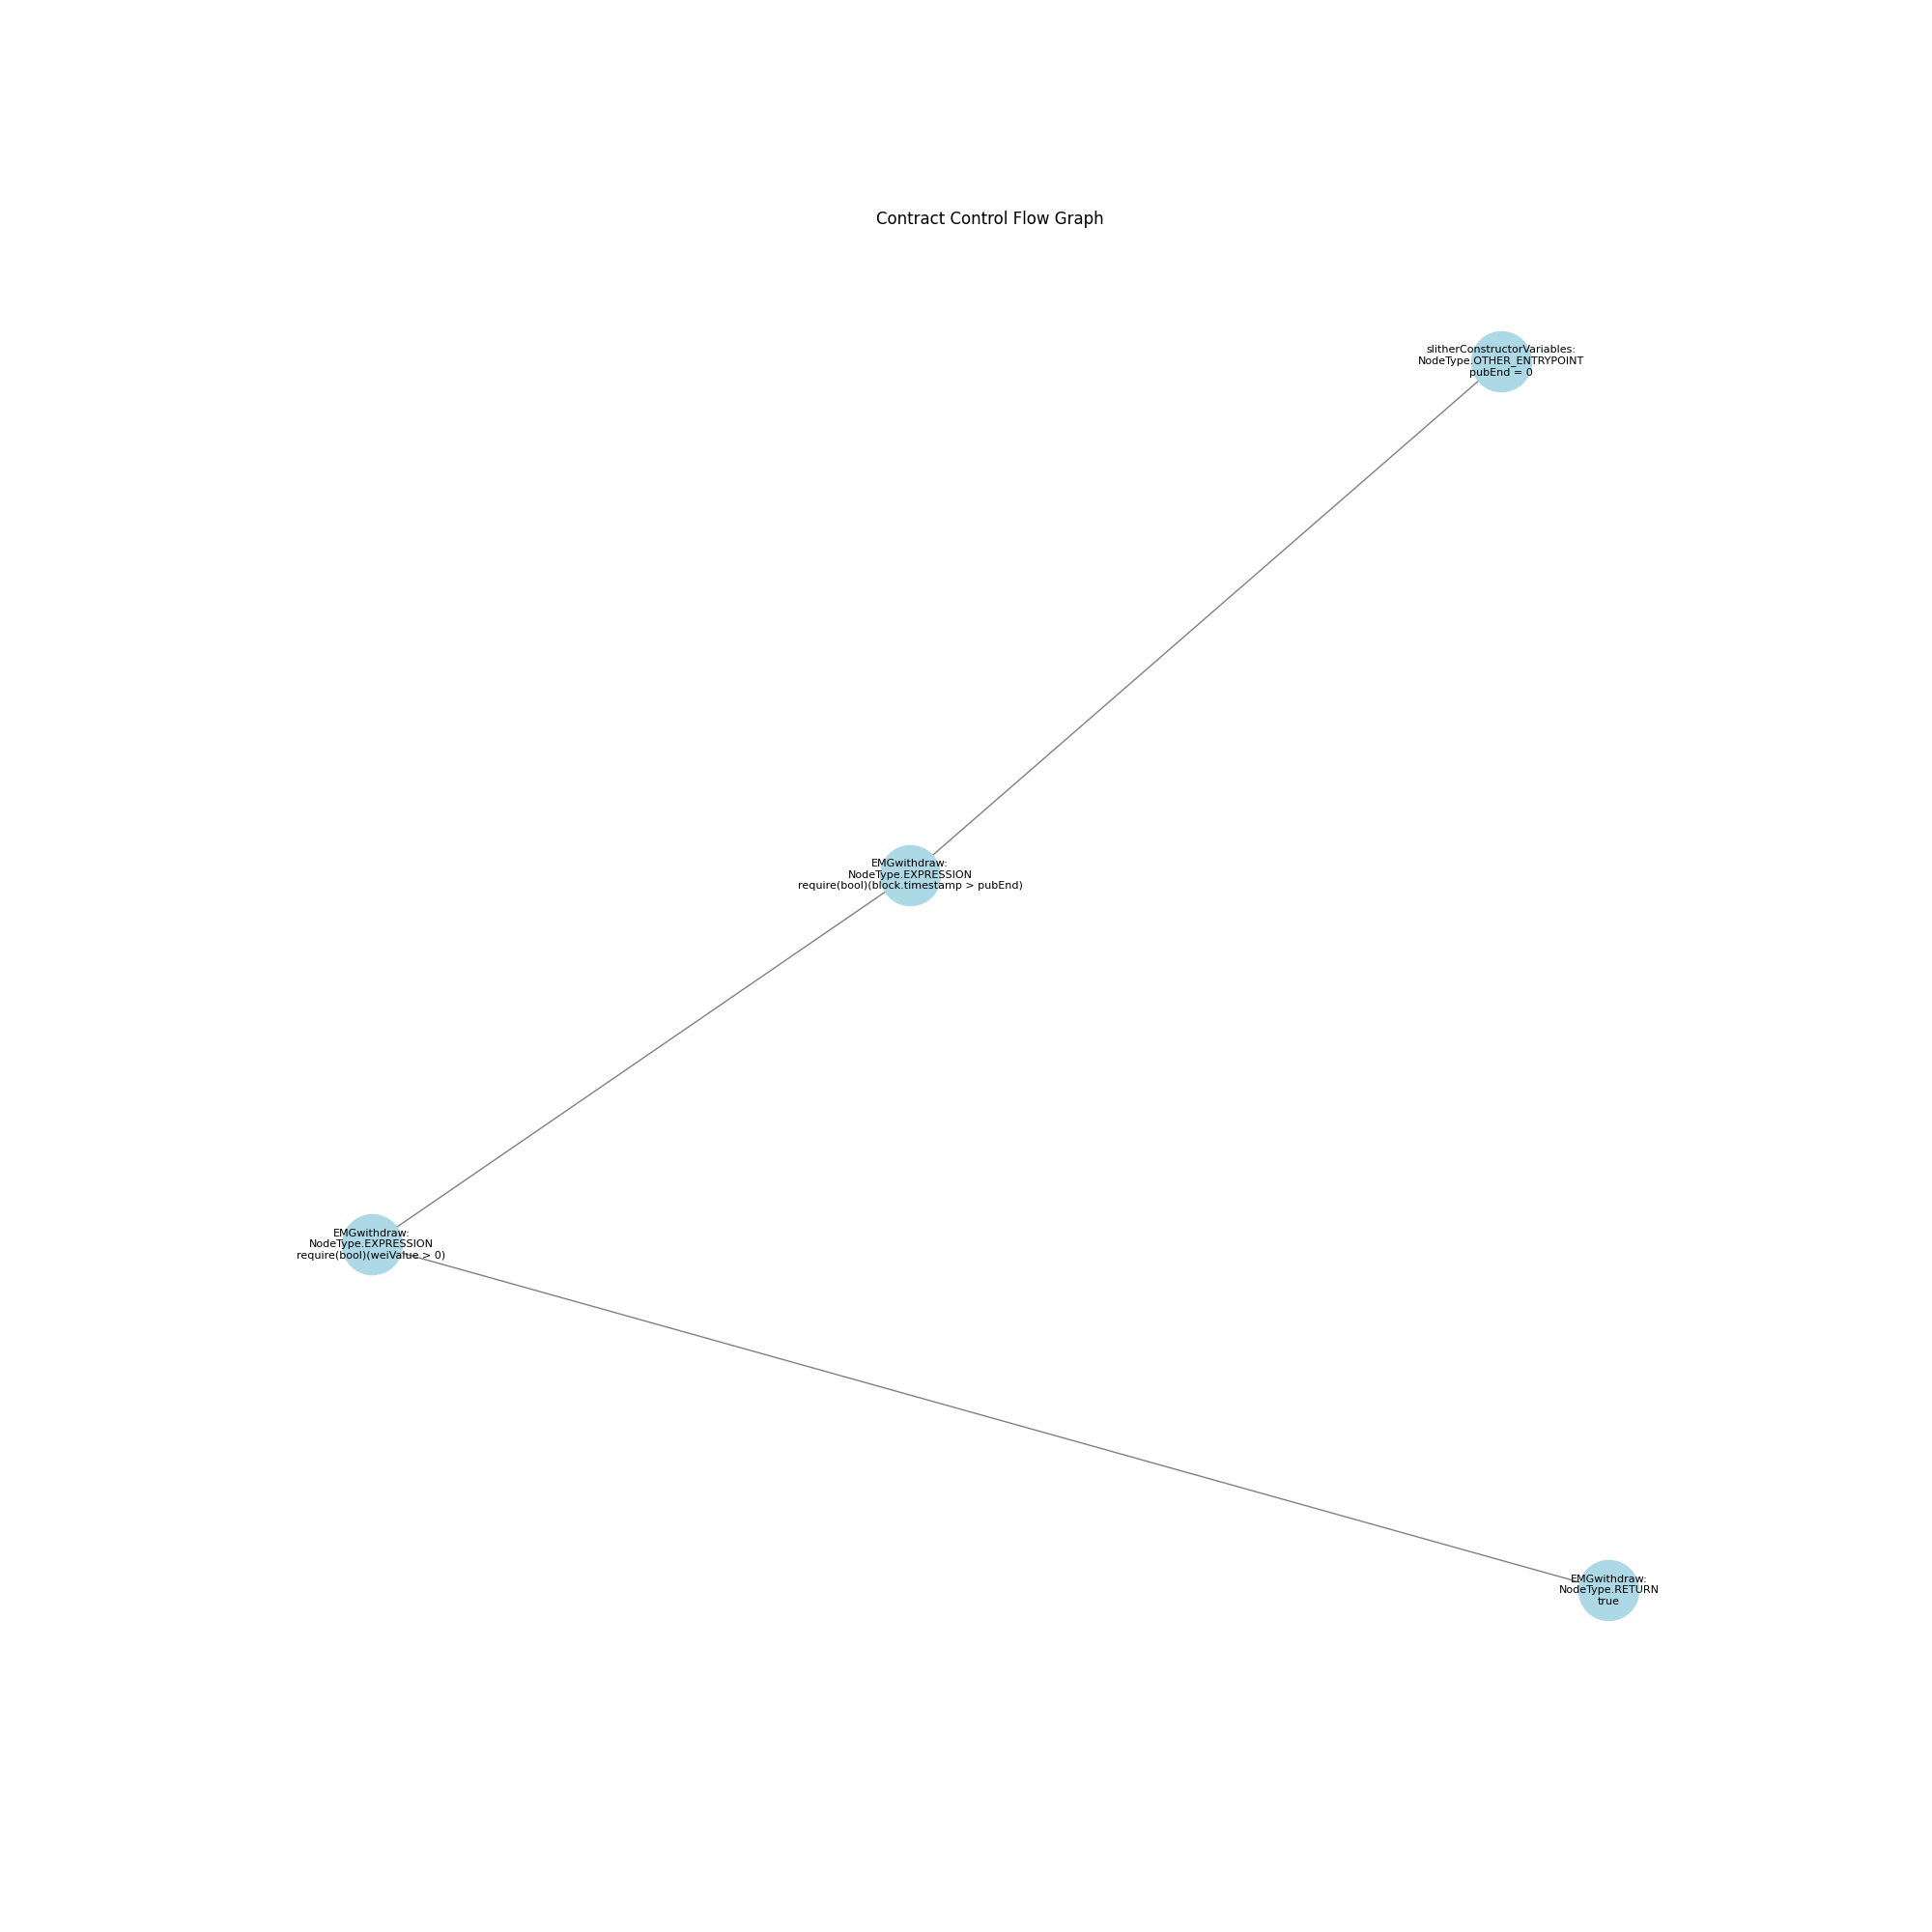 Contract Control Flow Graph
slitherConstructorVariables:
NodeType.OTHER_ENTRYPOINT
pubEnd = 0
EMGwithdraw:
NodeType.EXPRESSION
require(bool)(block.timestamp > pubEnd)
EMGwithdraw:
NodeType.EXPRESSION
require(bool)(weiValue > 0)
EMGwithdraw:
NodeType.RETURN
true